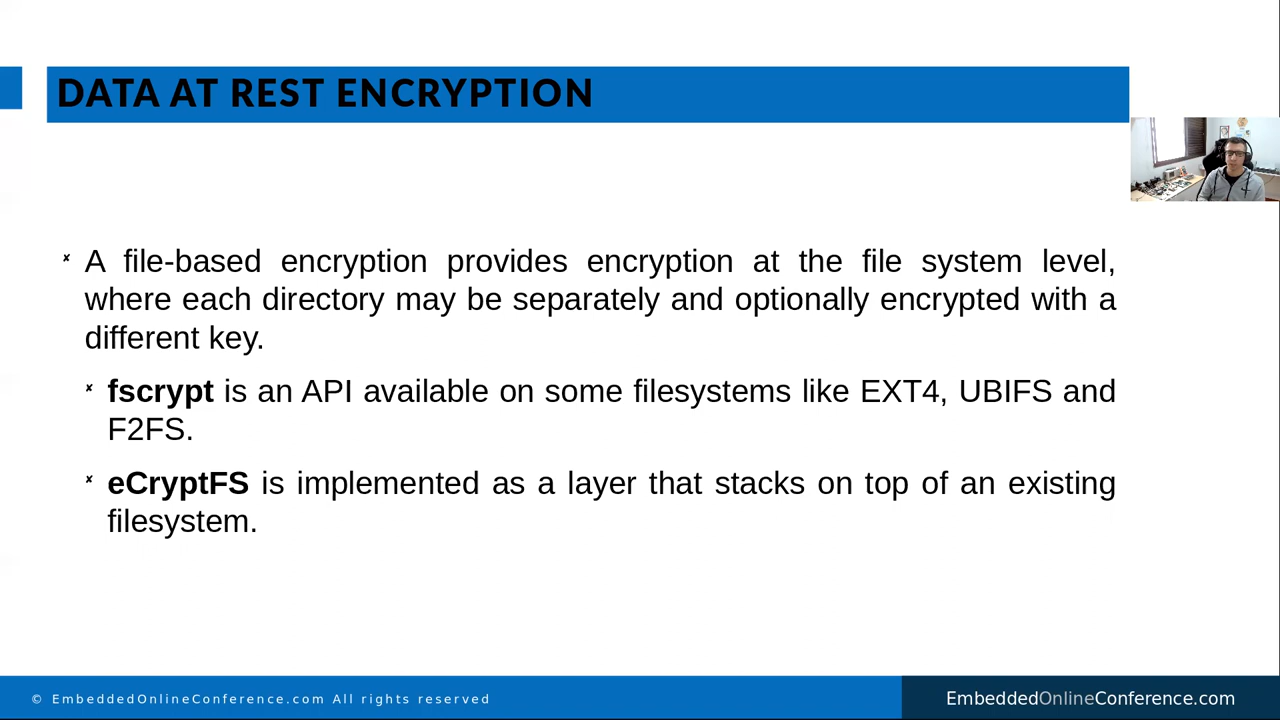 DATA AT REST ENCRYPTION
A file-based encryption provides encryption at the file system level,
where each directory may be separately and optionally encrypted with a
different key.
fscrypt is an API available on some filesystems like EXT4, UBIFS and
F2FS.
eCryptFS is implemented as a layer that stacks on top of an existing
filesystem.
© EmbeddedOnlineConference.com All rights reserved
EmbeddedOnlineConference.com